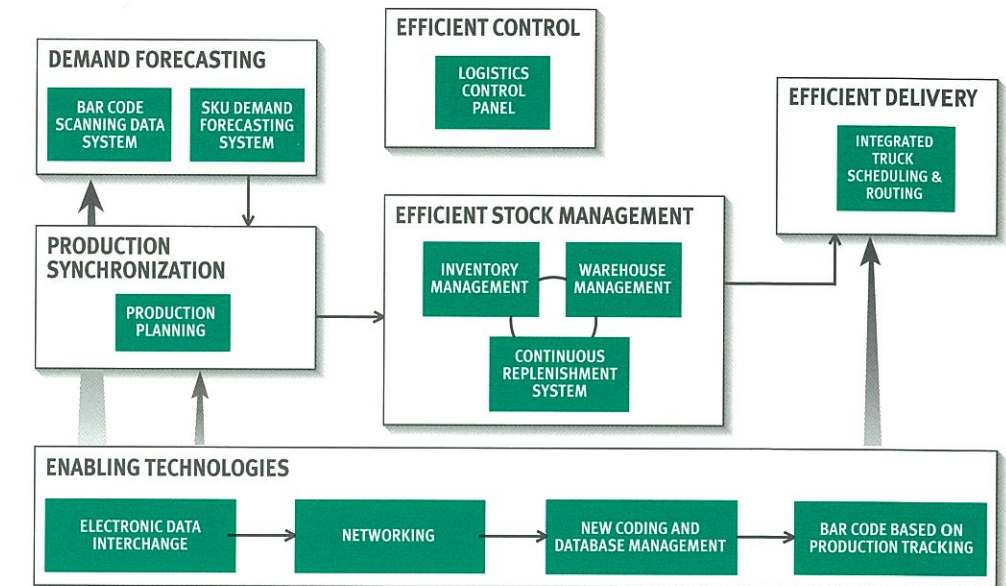 EFFICIENT CONTROL
LOGISTICS
CONTROL
PANEL
DEMAND FORECASTING
BAR CODE
SCANNING DATA
SYSTEM
SKU DEMAND
FORECASTING
SYSTEM
EFFICIENT DELIVERY
INTEGRATED
TRUCK
SCHEDULING &
ROUTING
PRODUCTION
SYNCHRONIZATION
PRODUCTION
PLANNING
EFFICIENT STOCK MANAGEMENT
INVENTORY
MANAGEMENT
WAREHOUSE
MANAGEMENT
CONTINUOUS
REPLENISHMENT
SYSTEM
ENABLING TECHNOLOGIES
ELECTRONIC DATA
INTERCHANGE
NETWORKING
NEW CODING AND
DATABASE MANAGEMENT
BAR CODE BASED ON
PRODUCTION TRACKING